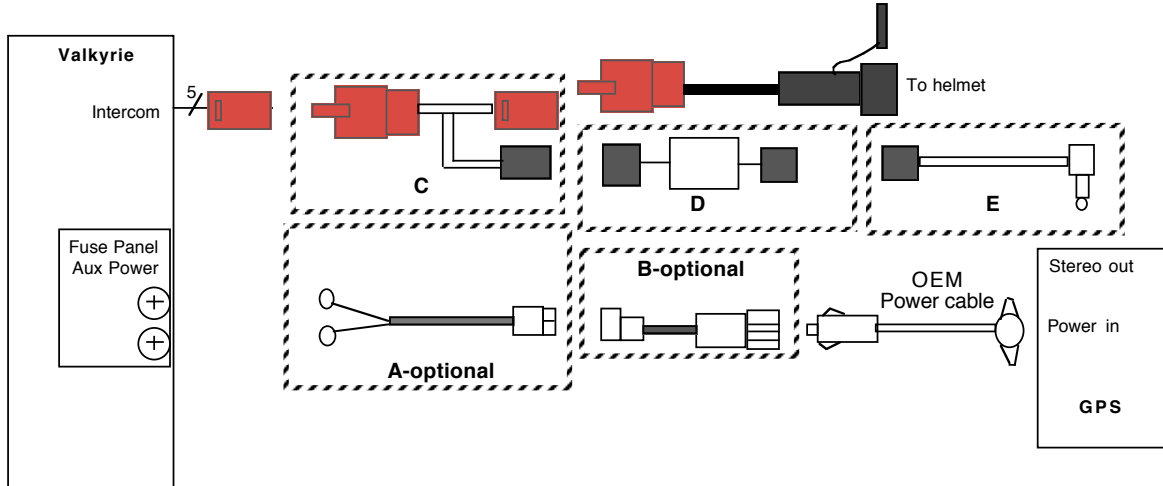 Valkyrie
5
Intercom
To helmet
C
D
E
Fuse Panel
Aux Power
B-optional
OEM
Power cable
Stereo out
Power in
A-optional
GPS